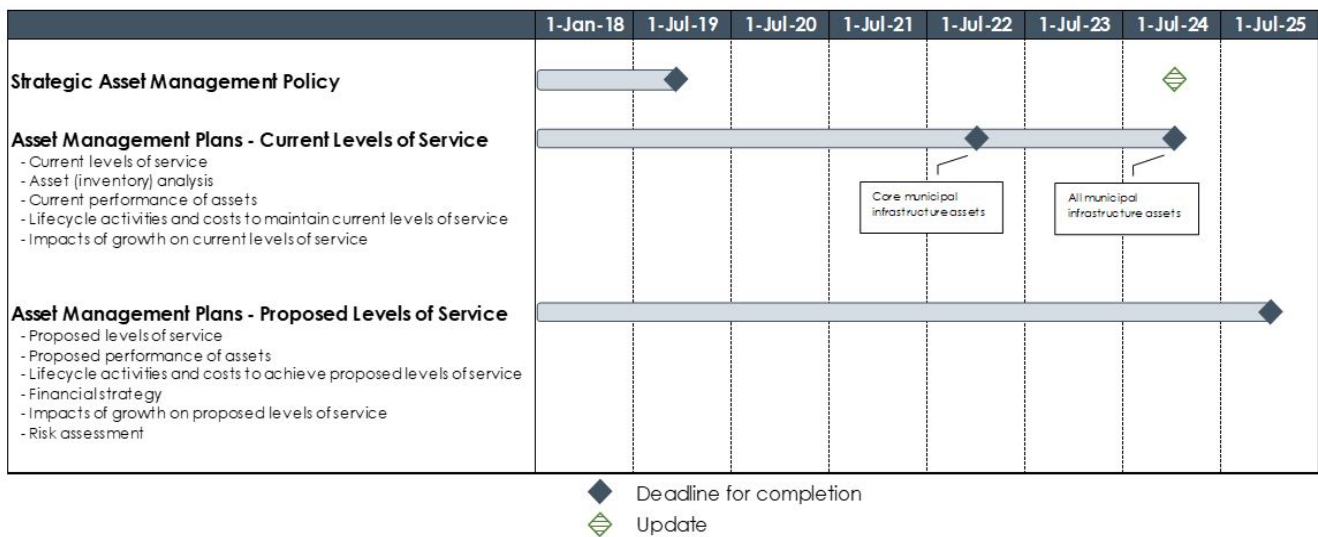 1-Jan-18 1-Jul-19 1-Jul-20 1-Jul-21 1-Jul-22 1-Jul-23 1-Jul-24 1-Jul-25
Strategic Asset Management Policy
Asset Management Plans - Current Levels of Service
- Current levels of service
- Asset (inventory) analysis
- Current performance of assets
- Lifecycle activities and costs to maintain current levels of service
- Impacts of growth on current levels of service
Core municipal
infrastructure assets
All municipal
infrastructure assets
Asset Management Plans - Proposed Levels of Service
- Proposed levels of service
- Proposed performance of assets
- Lifecycle activities and costs to achieve proposed levels of service
- Financial strategy
- Impacts of growth on proposed levels of service
- Risk assessment
Deadline for completion
Update